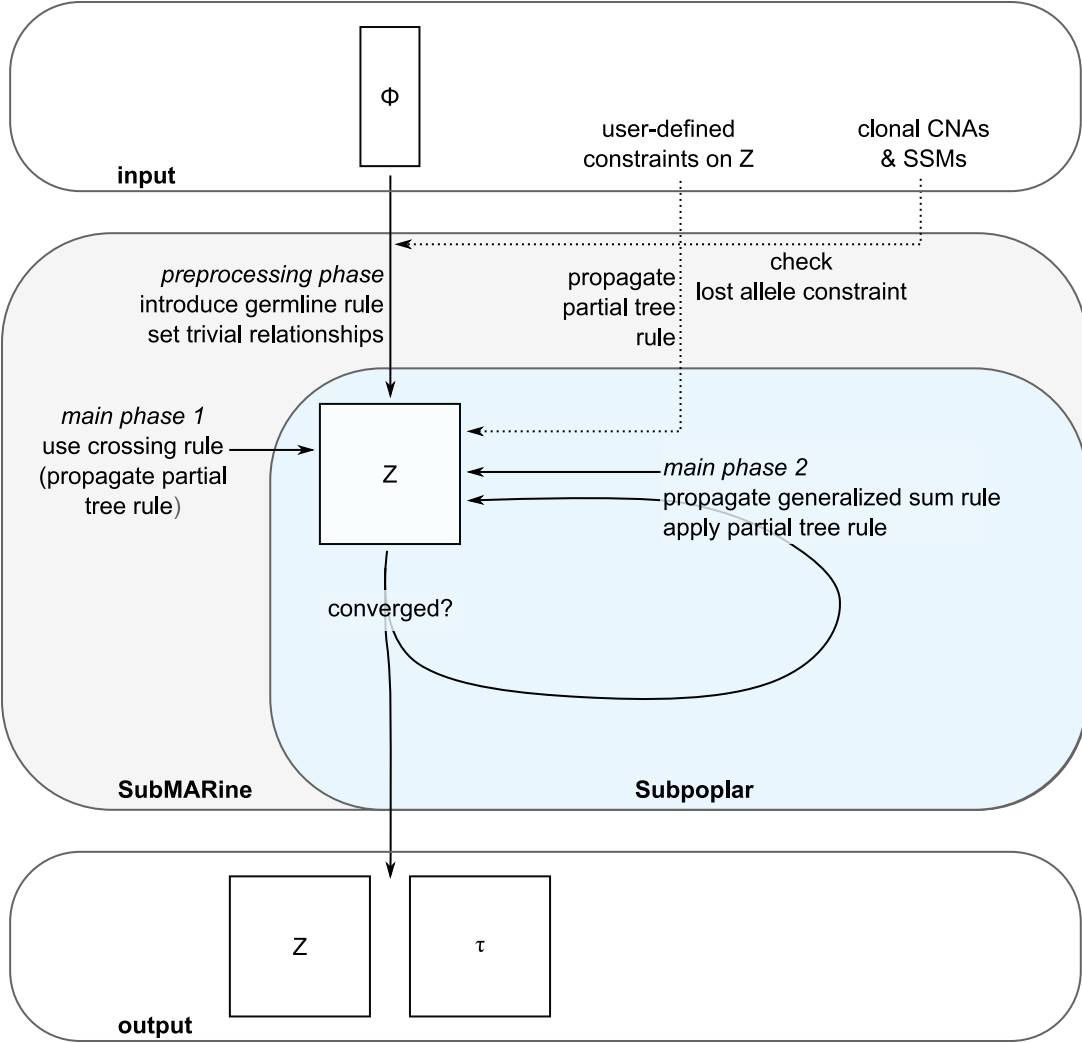 Φ
user-defined
constraints on Z
clonal CNAs
& SSMs
input
preprocessing phase
introduce germline rule
set trivial relationships
propagate
partial tree
rule
check
lost allele constraint
main phase 1
use crossing rule
(propagate partial
tree rule)
Z
main phase 2
propagate generalized sum rule
apply partial tree rule
converged?
SubMARine
Subpoplar
Z
τ
output